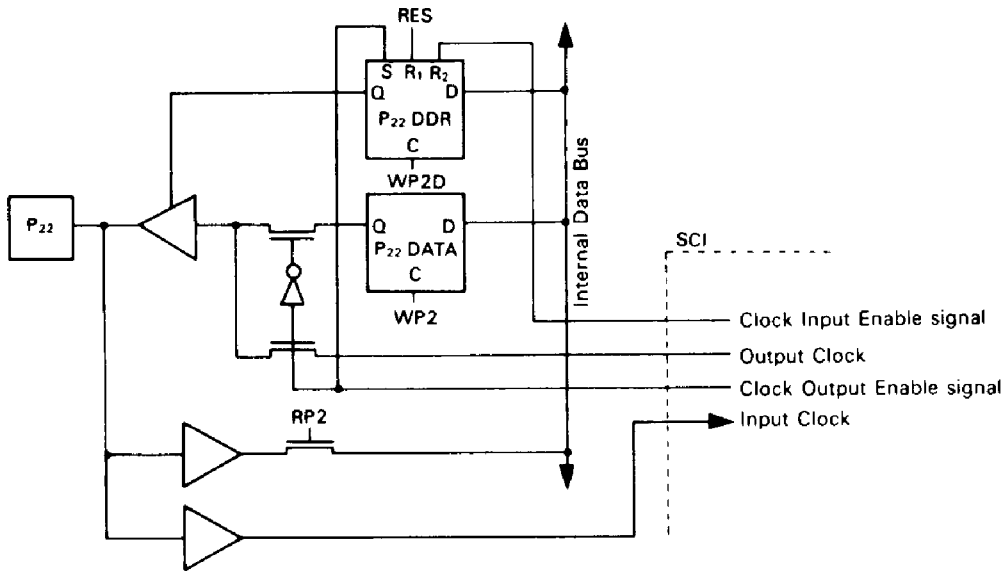 RES
S R₁ R₂
Q D
P₂₂ DDR
C
WP2D
P₂₂
Q D
P₂₂ DATA
C
WP2
Internal Data Bus
SCI
Clock Input Enable signal
Output Clock
Clock Output Enable signal
Input Clock
RP2